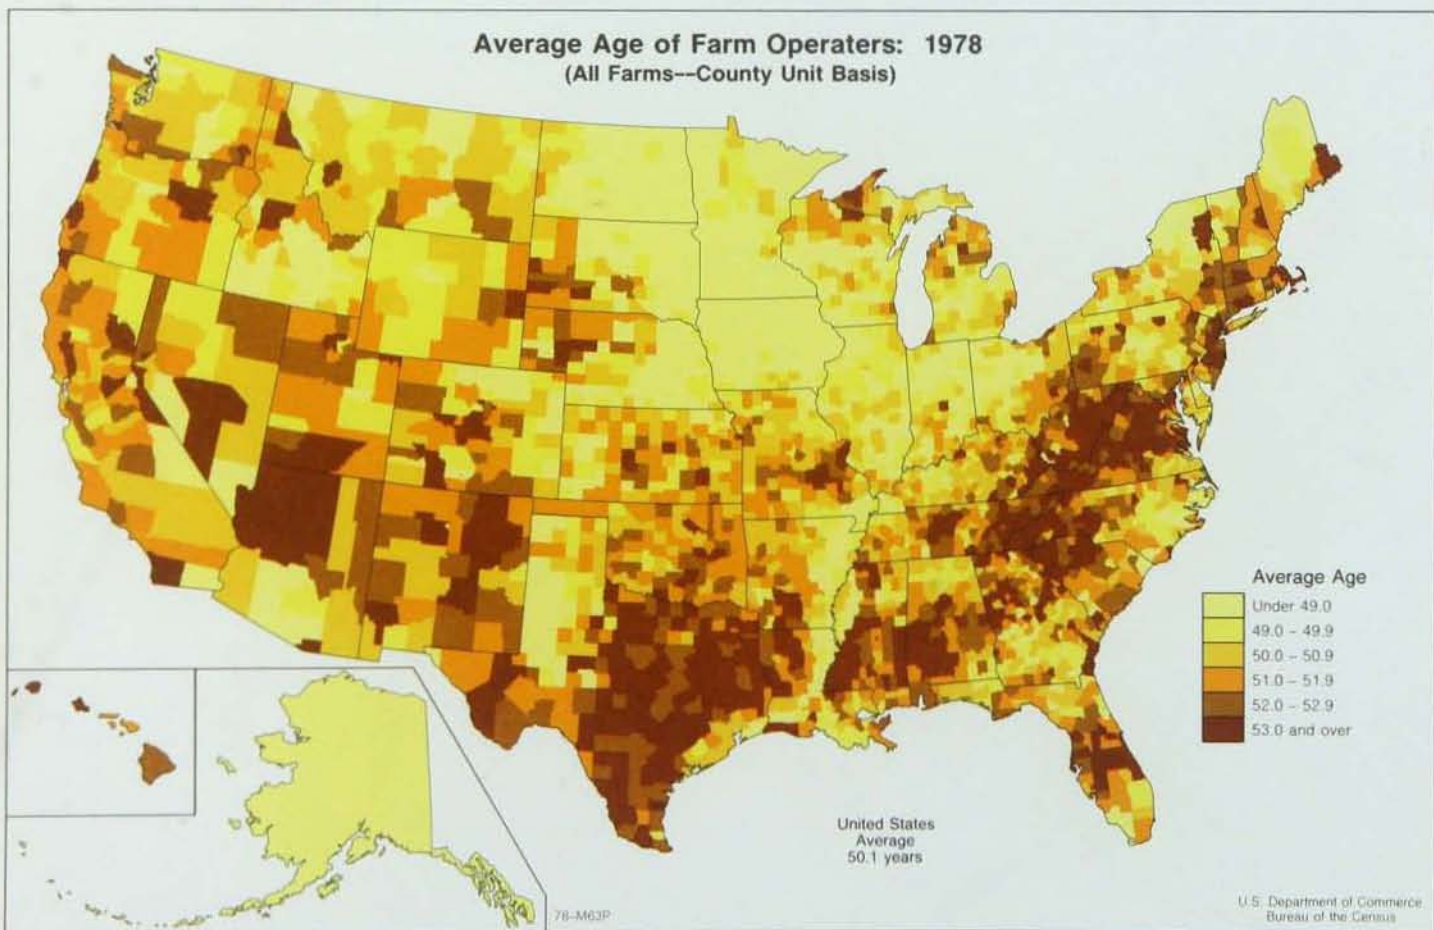 Average Age of Farm Operaters: 1978
(All Farms--County Unit Basis)
Average Age
Under 49.0
49.0 - 49.9
50.0 - 50.9
51.0 - 51.9
52.0 - 52.9
53.0 and over
United States
Average
50.1 years
78-M63P
U.S. Department of Commerce
Bureau of the Census